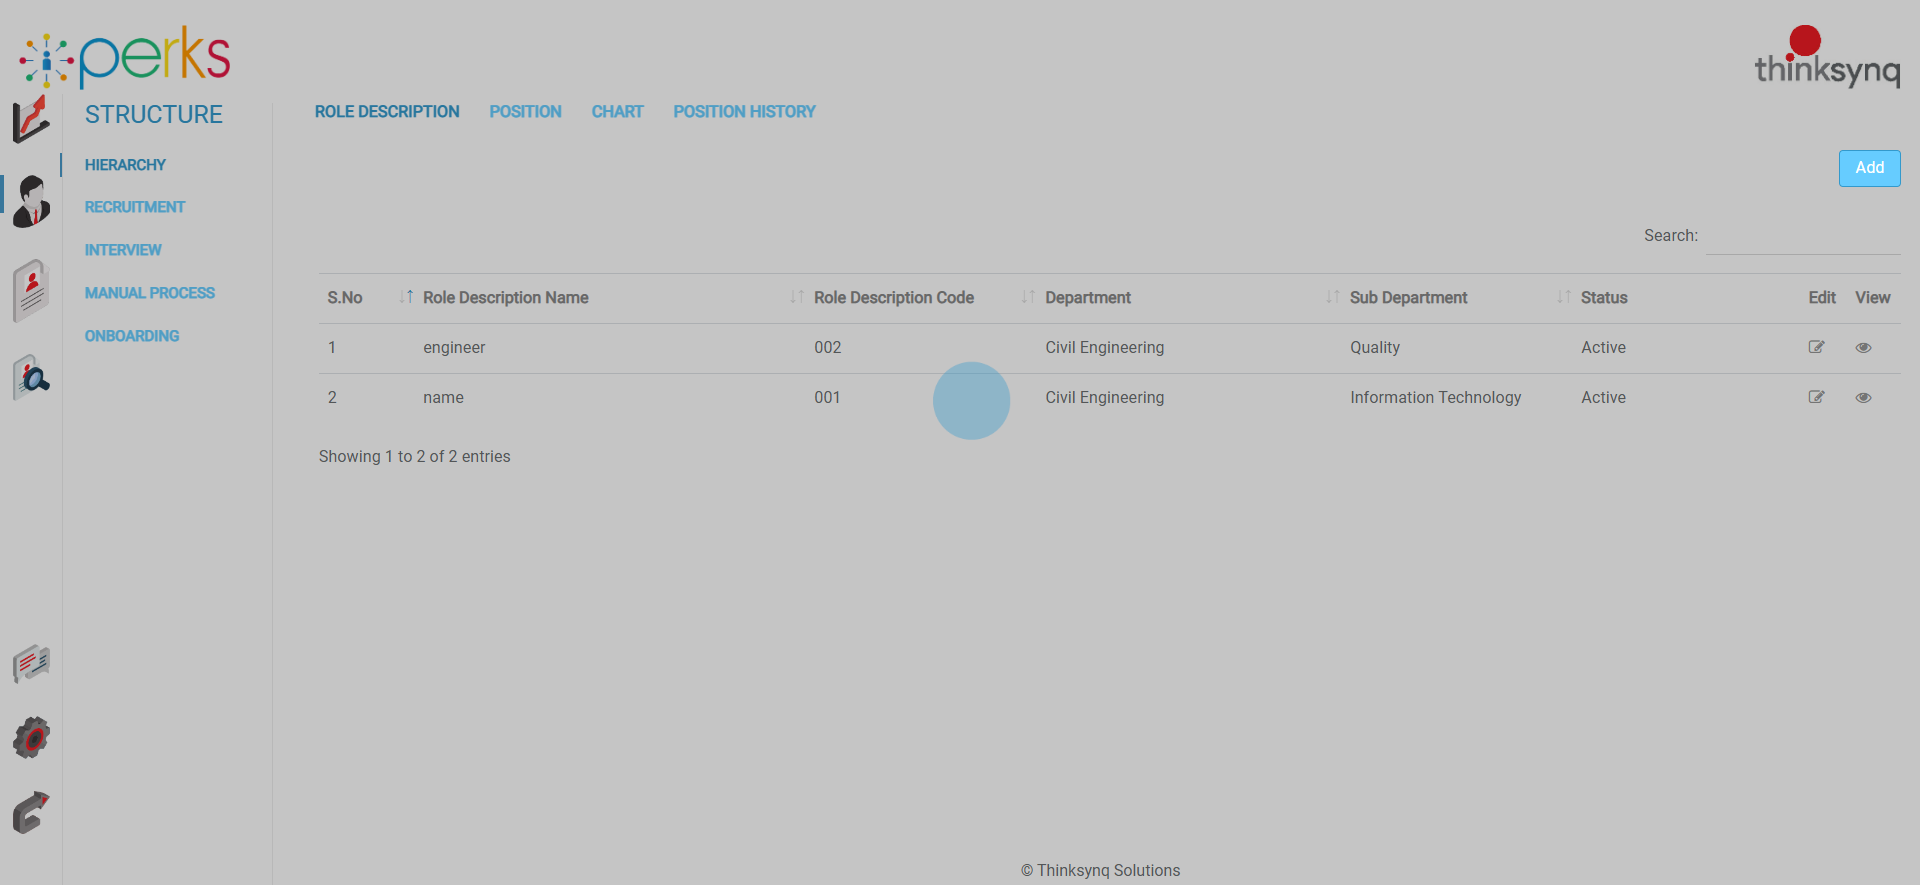 perks
thinksynq
STRUCTURE
ROLE DESCRIPTION POSITION CHART POSITION HISTORY
HIERARCHY
RECRUITMENT
INTERVIEW
MANUAL PROCESS
ONBOARDING
Add
Search:
S.No Role Description Name Role Description Code Department Sub Department Status Edit View
1 engineer 002 Civil Engineering Quality Active
2 name 001 Civil Engineering Information Technology Active
Showing 1 to 2 of 2 entries
© Thinksynq Solutions